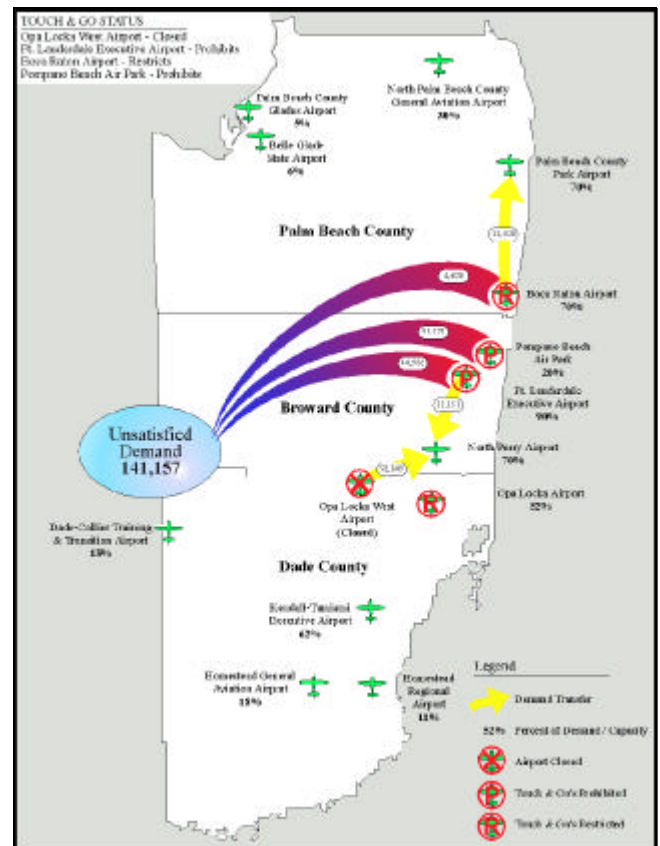 TOUCH & GO STATUS
Opa Locka West Airport - Closed
Ft. Lauderdale Executive Airport - Prohibits
Boca Raton Airport - Restricts
Pompano Beach Air Park - Prohibits
North Palm Beach County
General Aviation Airport
30%
Palm Beach County
Glades Airport
5%
Belle Glade
State Airport
6%
Palm Beach County
Park Airport
70%
Palm Beach County
Boca Raton Airport
70%
Pompano Beach
Air Park
20%
Ft. Lauderdale
Executive Airport
90%
Broward County
Unsatisfied
Demand
141,157
North Perry Airport
70%
Opa Locka West
Airport
(Closed)
Opa Locka Airport
52%
Dade-Collier Training
& Transition Airport
13%
Dade County
Kendall-Tamiami
Executive Airport
62%
Homestead General
Aviation Airport
18%
Homestead
Regional
Airport
11%
Legend
Demand Transfer
52% Percent of Demand / Capacity
Airport Closed
P Touch & Go's Prohibited
R Touch & Go's Restricted